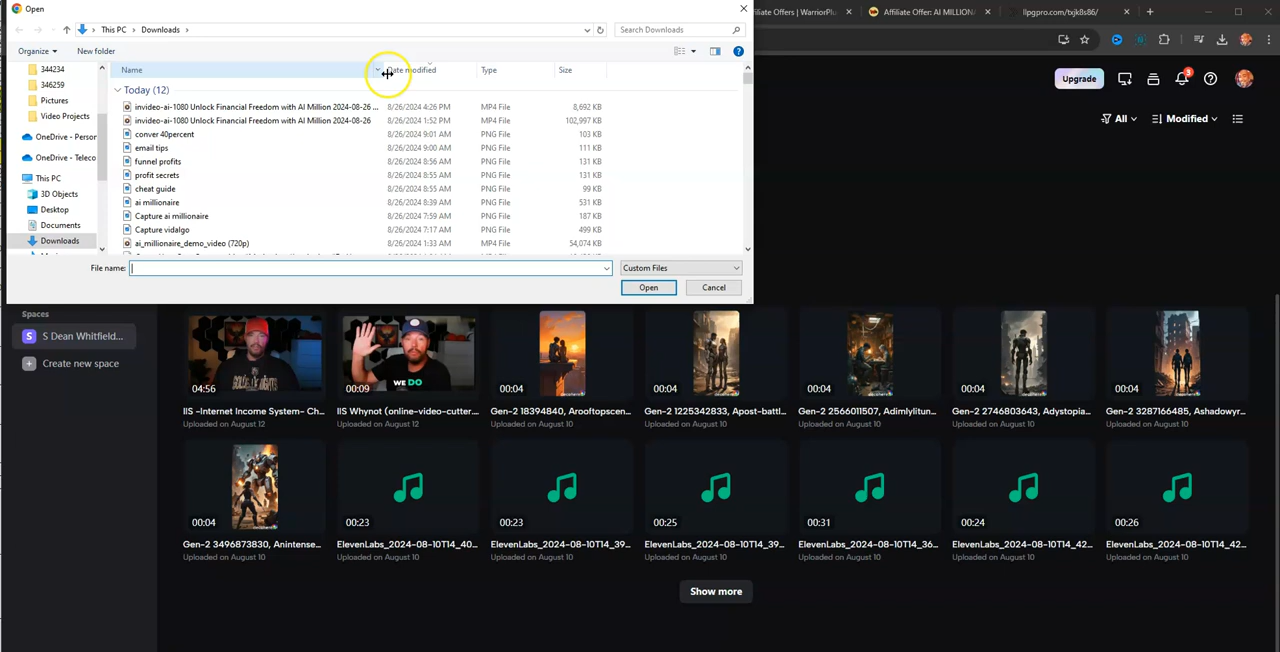 Open
iliate Offers | WarriorPlu
Affiliate Offer: AI MILLION
llpgpro.com/txjk8s86/
This PC > Downloads >
Search Downloads
Organize
New folder
344234
346259
Pictures
Video Projects
OneDrive - Person
OneDrive - Teleco
This PC
3D Objects
Desktop
Documents
Downloads
Name
Date modified
Type
Size
Today (12)
invideo-ai-1080 Unlock Financial Freedom with AI Million 2024-08-26 ... 8/26/2024 4:26 PM MP4 File 8,692 KB
invideo-ai-1080 Unlock Financial Freedom with AI Million 2024-08-26 8/26/2024 1:52 PM MP4 File 102,997 KB
conver 40percent 8/26/2024 9:01 AM PNG File 103 KB
email tips 8/26/2024 9:00 AM PNG File 111 KB
funnel profits 8/26/2024 8:56 AM PNG File 131 KB
profit secrets 8/26/2024 8:55 AM PNG File 131 KB
cheat guide 8/26/2024 8:55 AM PNG File 99 KB
ai millionaire 8/26/2024 8:39 AM PNG File 531 KB
Capture ai millionaire 8/26/2024 7:59 AM PNG File 187 KB
Capture vidalgo 8/26/2024 7:17 AM PNG File 499 KB
ai_millionaire_demo_video (720p) 8/26/2024 1:33 AM MP4 File 54,074 KB
File name:
Custom Files
Open
Cancel
Upgrade
3
All
Modified
Spaces
S S Dean Whitfield...
Create new space
04:56
WE DO
00:09
00:04
00:04
00:04
00:04
00:04
IIS -Internet Income System- Ch...
IIS Whynot (online-video-cutter....
Gen-2 18394840, Arooftopscen...
Gen-2 1225342833, Apost-battl...
Gen-2 2566011507, Adimlylitun...
Gen-2 2746803643, Adystopia...
Gen-2 3287166485, Ashadowyr...
Uploaded on August 12
Uploaded on August 12
Uploaded on August 10
Uploaded on August 10
Uploaded on August 10
Uploaded on August 10
Uploaded on August 10
00:04
00:23
00:23
00:25
00:31
00:24
00:26
Gen-2 3496873830, Anintense...
ElevenLabs_2024-08-10T14_40...
ElevenLabs_2024-08-10T14_39...
ElevenLabs_2024-08-10T14_39...
ElevenLabs_2024-08-10T14_36...
ElevenLabs_2024-08-10T14_42...
ElevenLabs_2024-08-10T14_42...
Uploaded on August 10
Uploaded on August 10
Uploaded on August 10
Uploaded on August 10
Uploaded on August 10
Uploaded on August 10
Uploaded on August 10
Show more